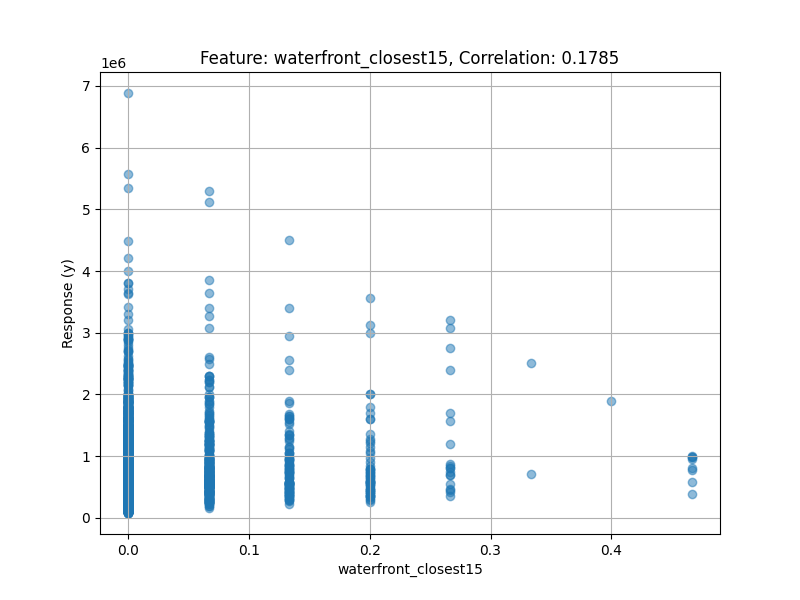 Feature: waterfront_closest15, Correlation: 0.1785
1e6
7
6
5
4
3
2
1
0
Response (y)
0.0 0.1 0.2 0.3 0.4
waterfront_closest15